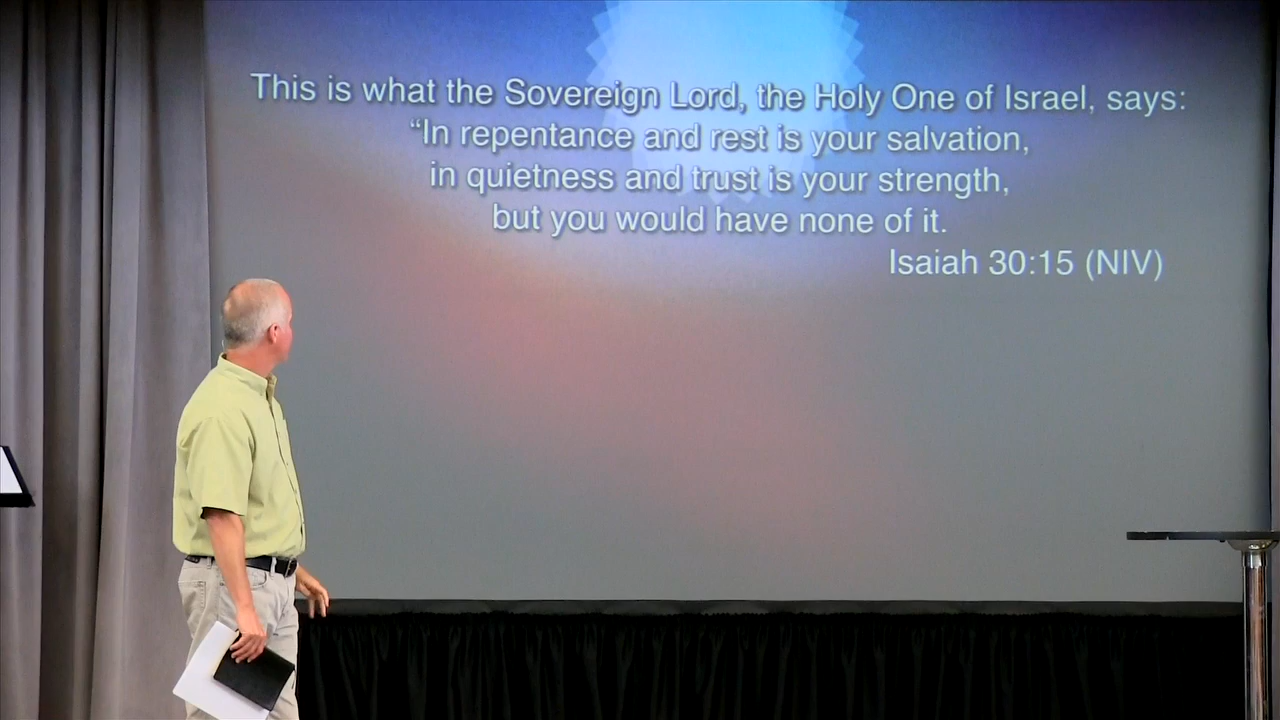 This is what the Sovereign Lord, the Holy One of Israel, says:
“In repentance and rest is your salvation,
in quietness and trust is your strength,
but you would have none of it.
Isaiah 30:15 (NIV)